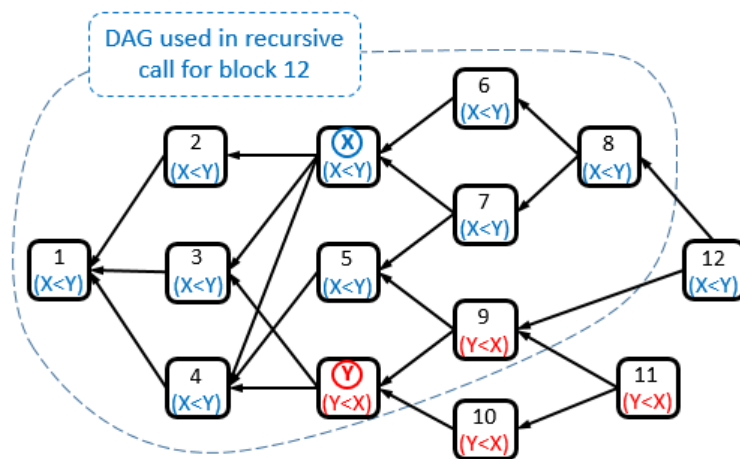 DAG used in recursive
call for block 12
6
(X<Y)
2
(X<Y)
X
(X<Y)
8
(X<Y)
7
(X<Y)
1
(X<Y)
3
(X<Y)
5
(X<Y)
12
(X<Y)
9
(Y<X)
4
(X<Y)
Y
(Y<X)
11
(Y<X)
10
(Y<X)